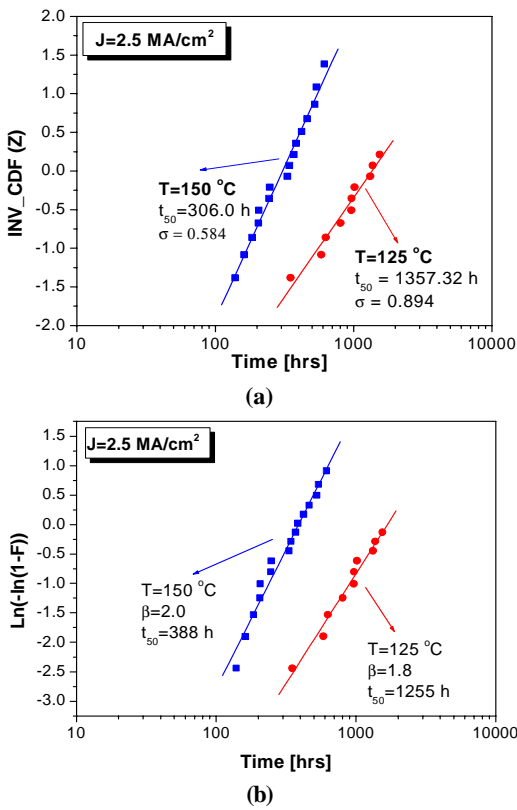 J=2.5 MA/cm²
2.0
1.5
1.0
0.5
0.0
-0.5
-1.0
-1.5
-2.0
INV_CDF (Z)
T=150 °C
t₅₀=306.0 h
σ = 0.584
T=125 °C
t₅₀ = 1357.32 h
σ = 0.894
10 100 1000 10000
Time [hrs]
(a)
J=2.5 MA/cm²
1.5
1.0
0.5
0.0
-0.5
-1.0
-1.5
-2.0
-2.5
-3.0
Ln(-ln(1-F))
T=150 °C
β=2.0
t₅₀=388 h
T=125 °C
β=1.8
t₅₀=1255 h
10 100 1000 10000
Time [hrs]
(b)